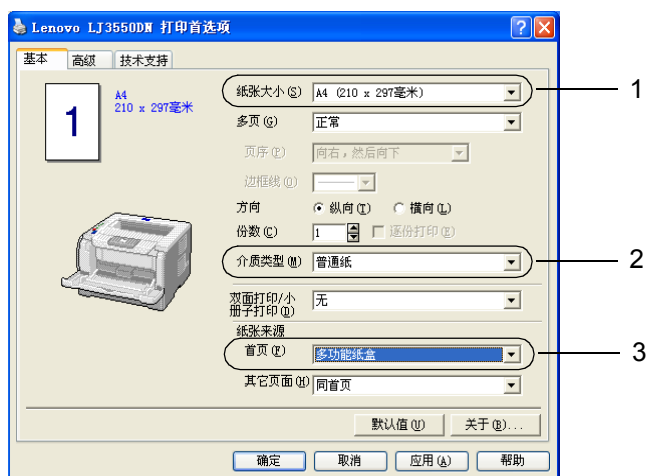 Lenovo LJ3550DN 打印首选项
基本 高级 技术支持
1
A4
210 x 297毫米
纸张大小(S) A4 (210 x 297毫米) 1
多页(G) 正常
页序(P) 向右,然后向下
边框线(O)
方向 纵向(T) 横向(L)
份数(C) 1 逐份打印(E)
介质类型(M) 普通纸 2
双面打印/小
册子打印(D) 无
纸张来源
首页(F) 多功能纸盒 3
其它页面(H) 同首页
默认值(U) 关于(B)...
确定 取消 应用(A) 帮助